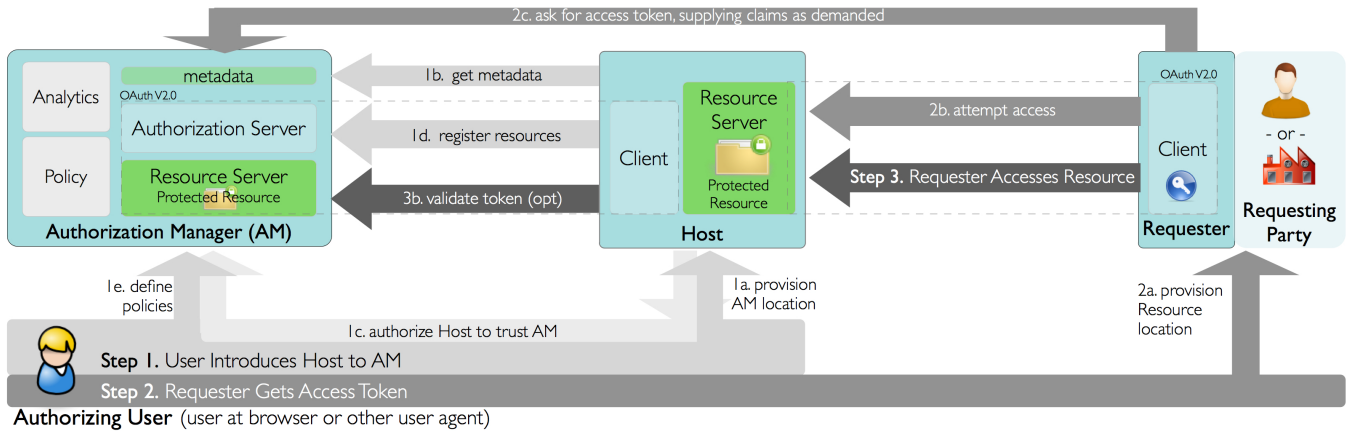 2c. ask for access token, supplying claims as demanded
Analytics
Policy
metadata
OAuth V2.0
Authorization Server
Resource Server
Protected Resource
Authorization Manager (AM)
1b. get metadata
1d. register resources
3b. validate token (opt)
Client
Resource
Server
Protected
Resource
Host
2b. attempt access
Step 3. Requester Accesses Resource
OAuth V2.0
Client
Requester
- or -
Requesting
Party
1e. define
policies
1c. authorize Host to trust AM
1a. provision
AM location
2a. provision
Resource
location
Step 1. User Introduces Host to AM
Step 2. Requester Gets Access Token
Authorizing User (user at browser or other user agent)